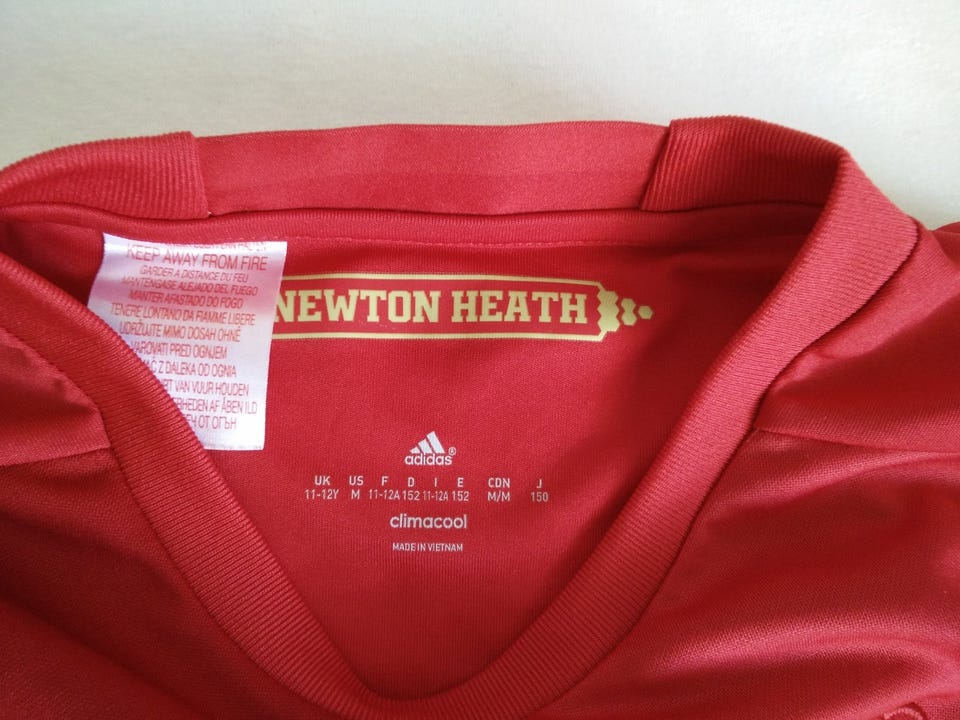 KEEP AWAY FROM FIRE
GARDER A DISTANCE DU FEU
MANTENGASE ALEJADO DEL FUEGO
MANTER AFASTADO DO FOGO
TENERE LONTANO DA FIAMME LIBERE
UDRŽUJTE MIMO DOSAH OHNĚ
VAROVATI PRED OGNJEM
Z DALEKA OD OGNIA
VAN VUUR HOUDEN
AF ÅBEN ILD
ОТ ОГЪН
NEWTON HEATH
adidas®
UK US F D I E CDN J
11-12Y M 11-12A 152 11-12A 152 M/M 150
climacool
MADE IN VIETNAM